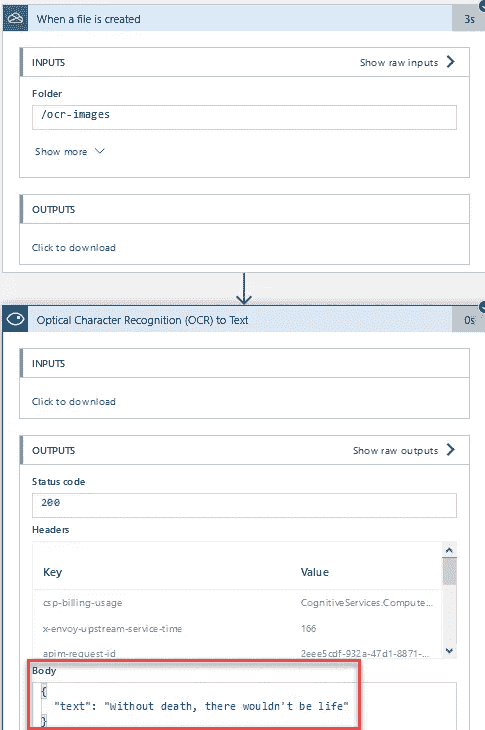 When a file is created
3s
INPUTS
Show raw inputs
Folder
/ocr-images
Show more
OUTPUTS
Click to download
Optical Character Recognition (OCR) to Text
0s
INPUTS
Click to download
OUTPUTS
Show raw outputs
Status code
200
Headers
Key Value
csp-billing-usage CognitiveServices.Compute...
x-envoy-upstream-service-time 166
apim-request-id 2eee5cdf-932a-47d1-8871-...
Body
{
"text": "Without death, there wouldn't be life"
}